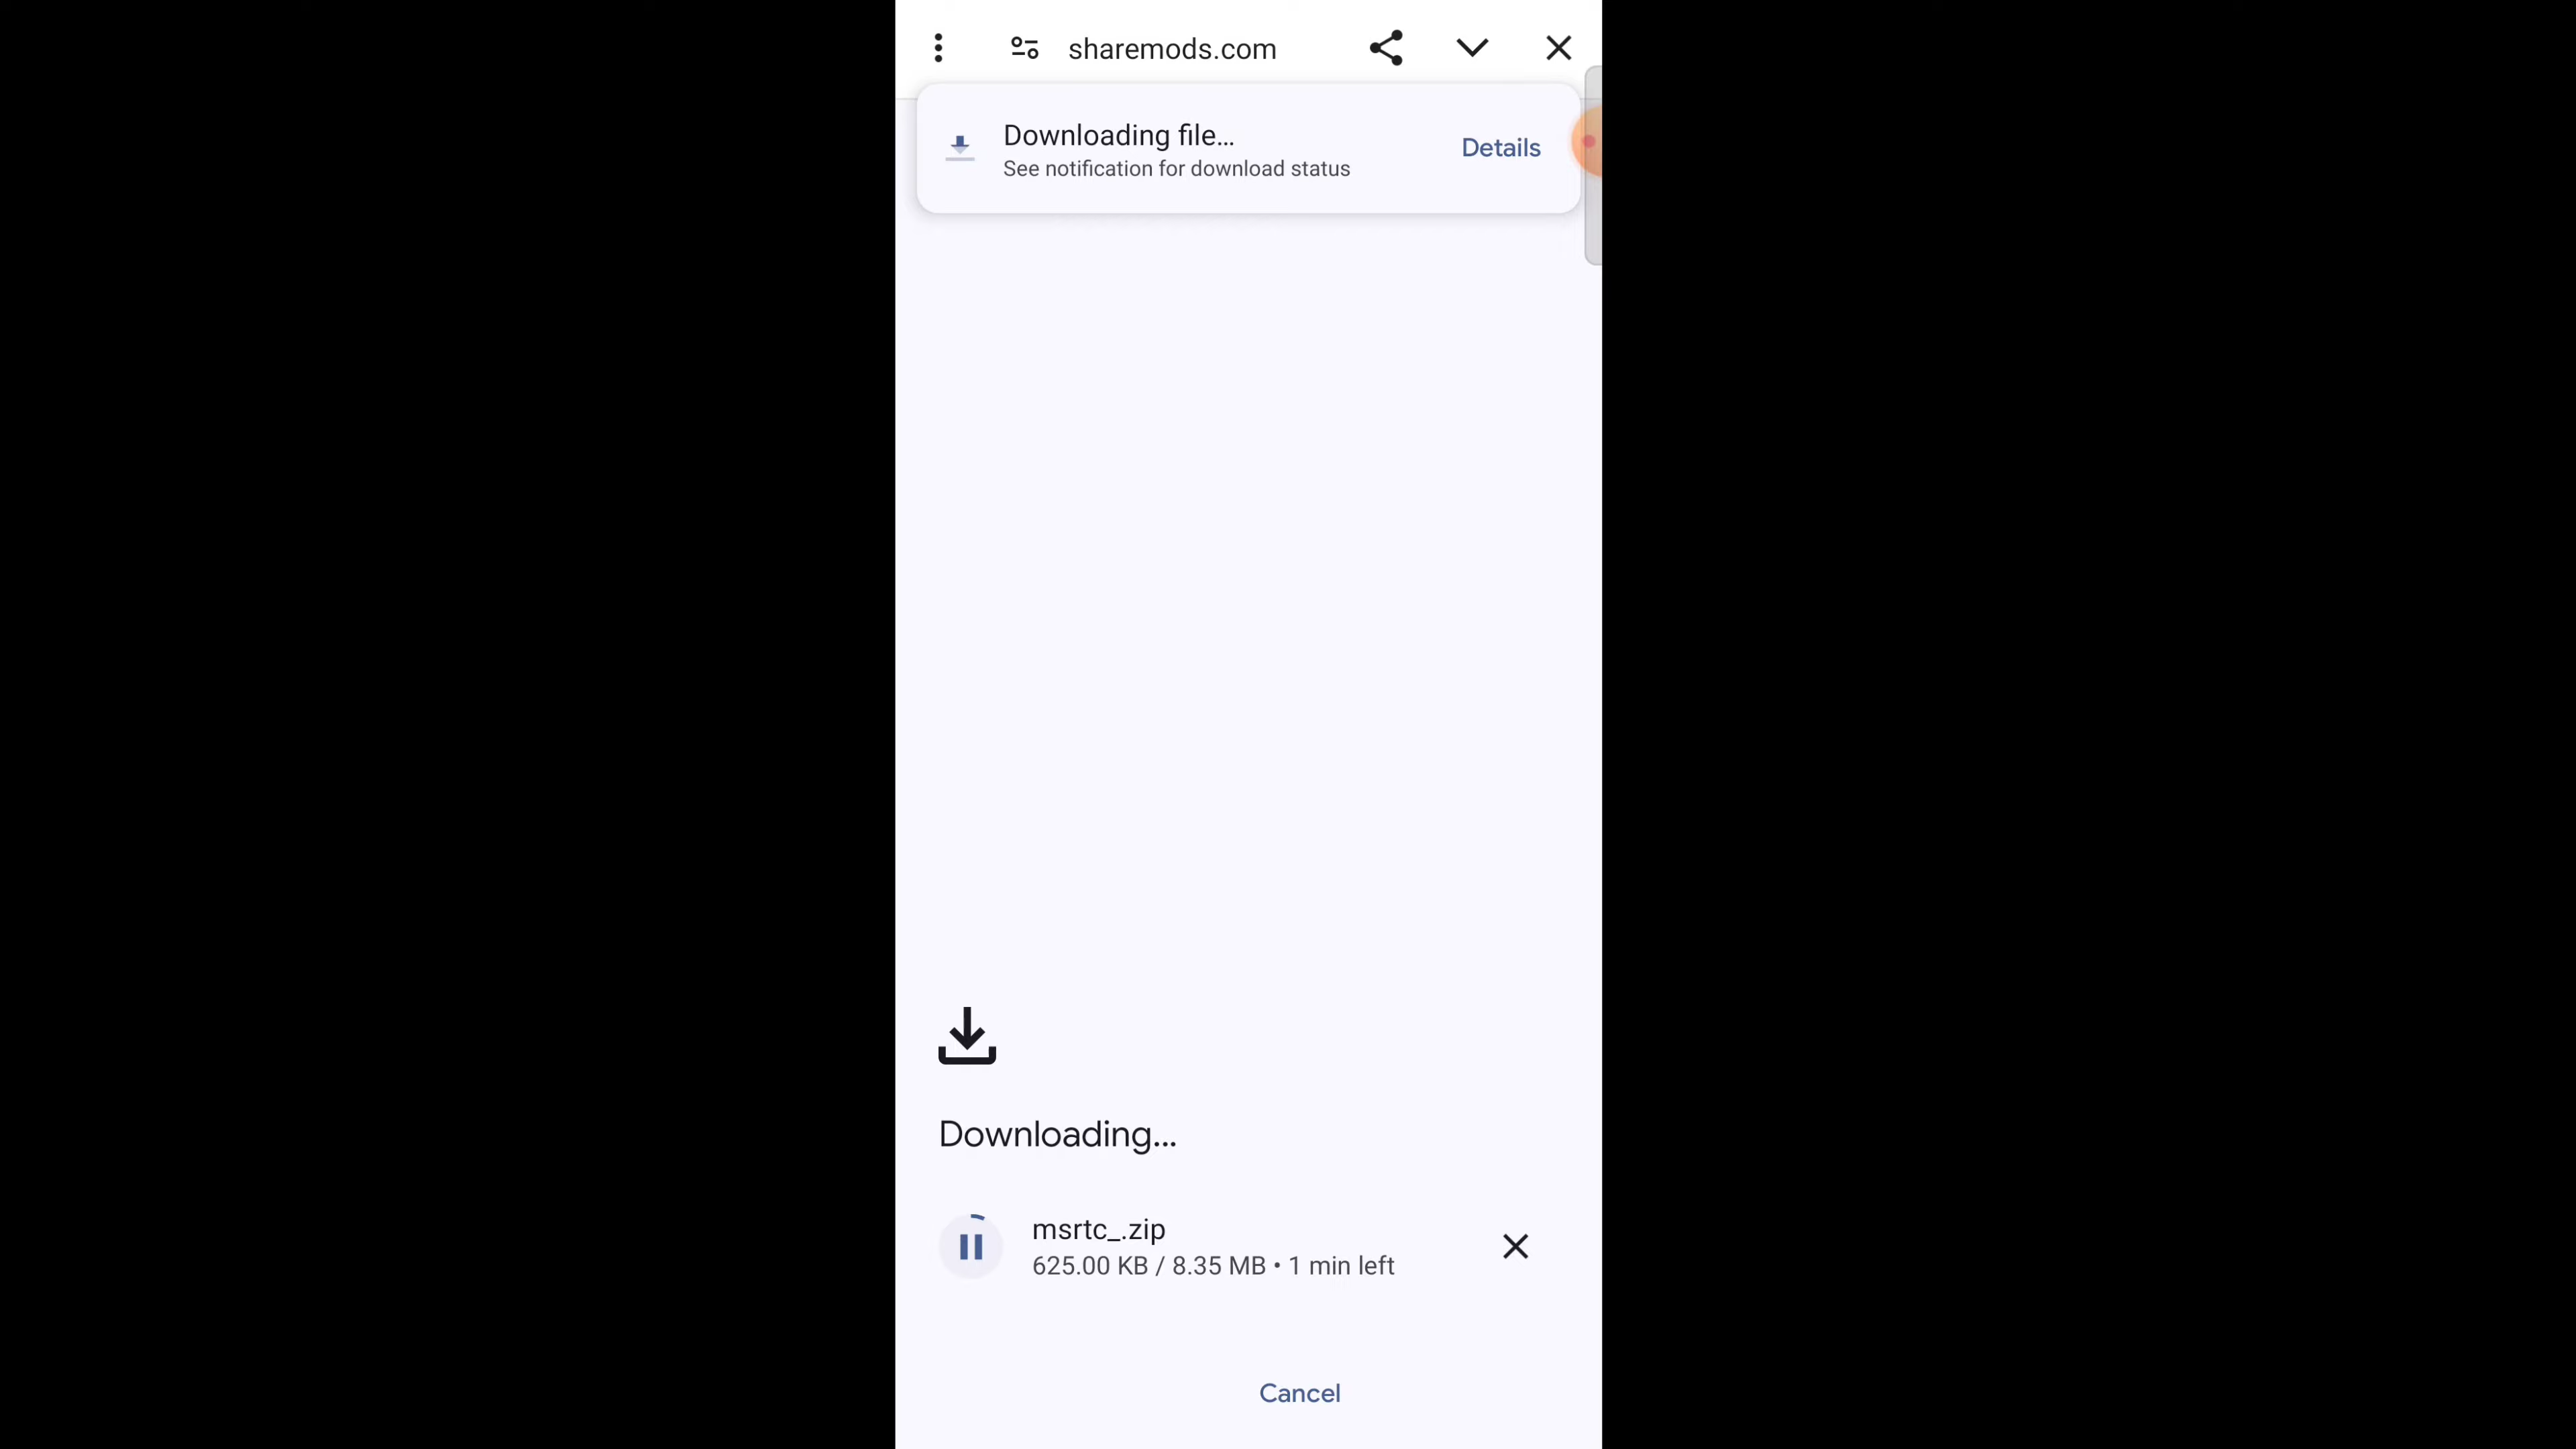 sharemods.com
Downloading file...
See notification for download status
Details
Downloading...
msrtc_.zip
625.00 KB / 8.35 MB • 1 min left
Cancel